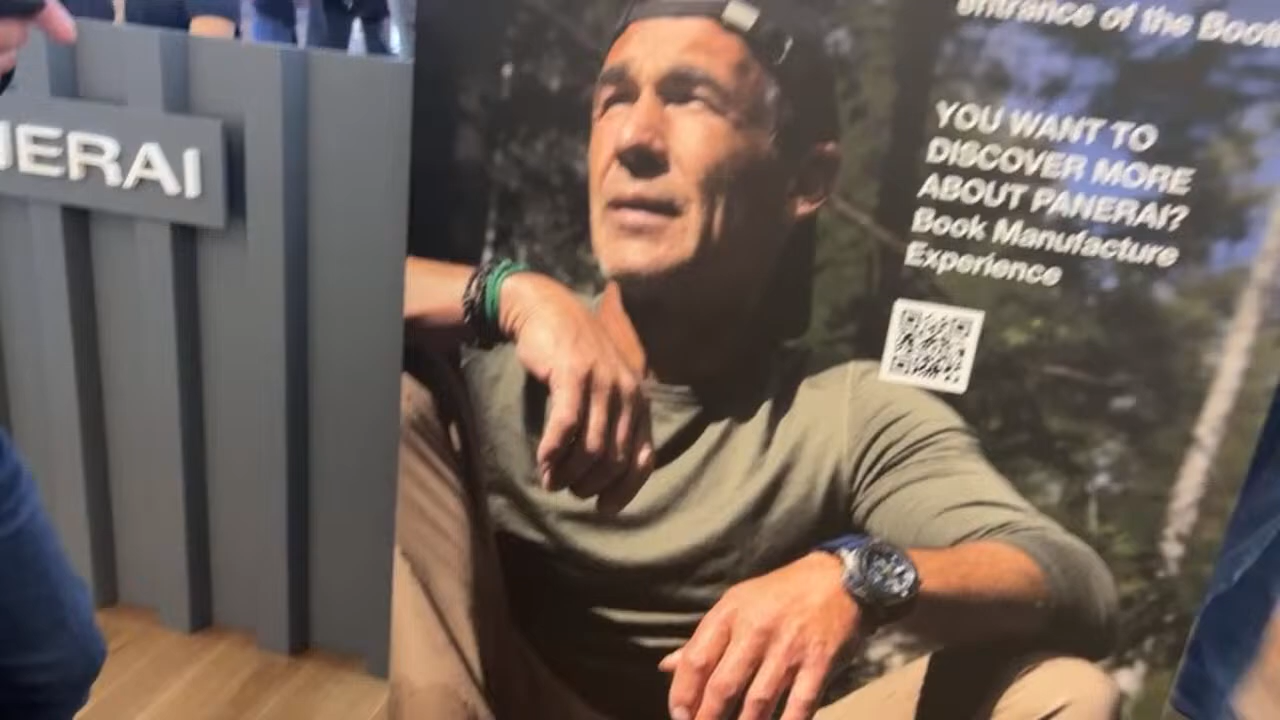 NERAI
entrance of the Booth
YOU WANT TO
DISCOVER MORE
ABOUT PANERAI?
Book Manufacture
Experience